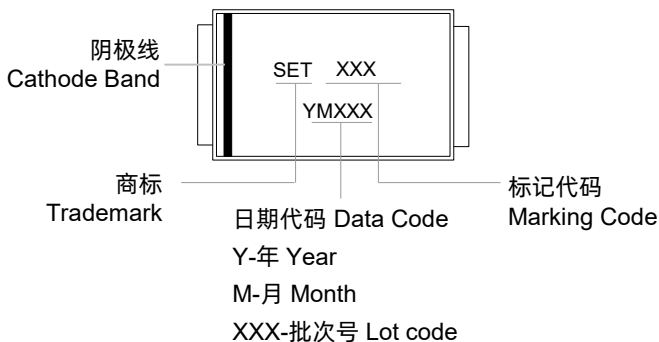 阴极线
Cathode Band
SET XXX
YMXXX
商标
Trademark
标记代码
Marking Code
日期代码 Data Code
Y-年 Year
M-月 Month
XXX-批次号 Lot code